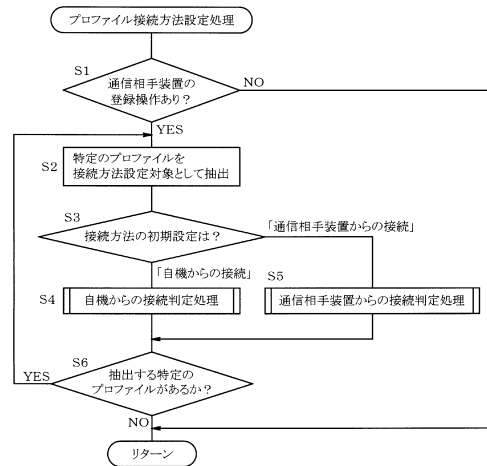 プロファイル接続方法設定処理
S1
通信相手装置の
登録操作あり?
NO
YES
S2
特定のプロファイルを
接続方法設定対象として抽出
S3
接続方法の初期設定は?
「通信相手装置からの接続」
「自機からの接続」
S4
自機からの接続判定処理
S5
通信相手装置からの接続判定処理
S6
抽出する特定の
プロファイルがあるか?
YES
NO
リターン